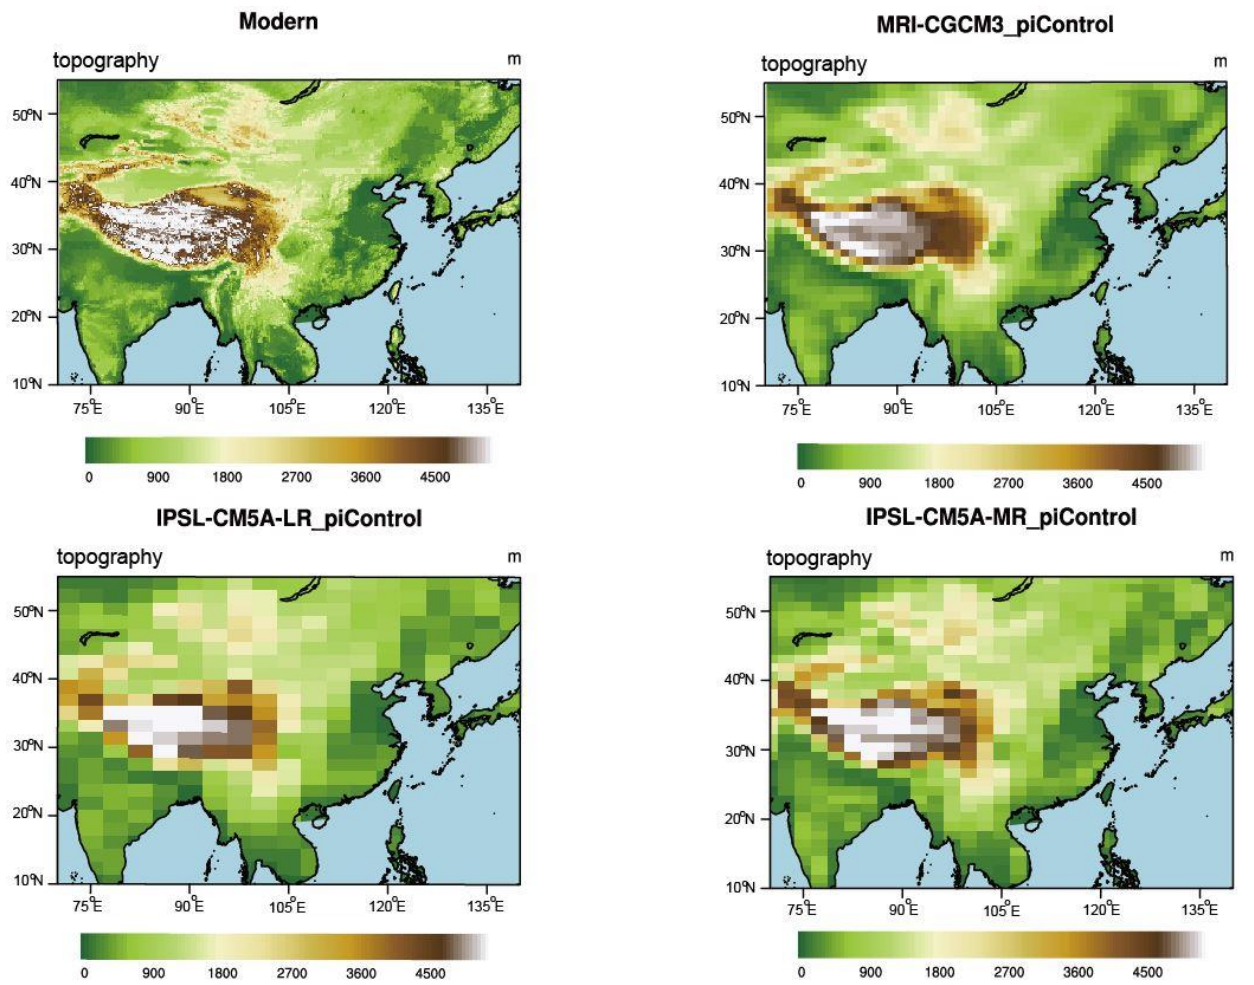 Modern
topography m
50°N
40°N
30°N
20°N
10°N
75°E 90°E 105°E 120°E 135°E
0 900 1800 2700 3600 4500
MRI-CGCM3_piControl
topography m
50°N
40°N
30°N
20°N
10°N
75°E 90°E 105°E 120°E 135°E
0 900 1800 2700 3600 4500
IPSL-CM5A-LR_piControl
topography m
50°N
40°N
30°N
20°N
10°N
75°E 90°E 105°E 120°E 135°E
0 900 1800 2700 3600 4500
IPSL-CM5A-MR_piControl
topography m
50°N
40°N
30°N
20°N
10°N
75°E 90°E 105°E 120°E 135°E
0 900 1800 2700 3600 4500